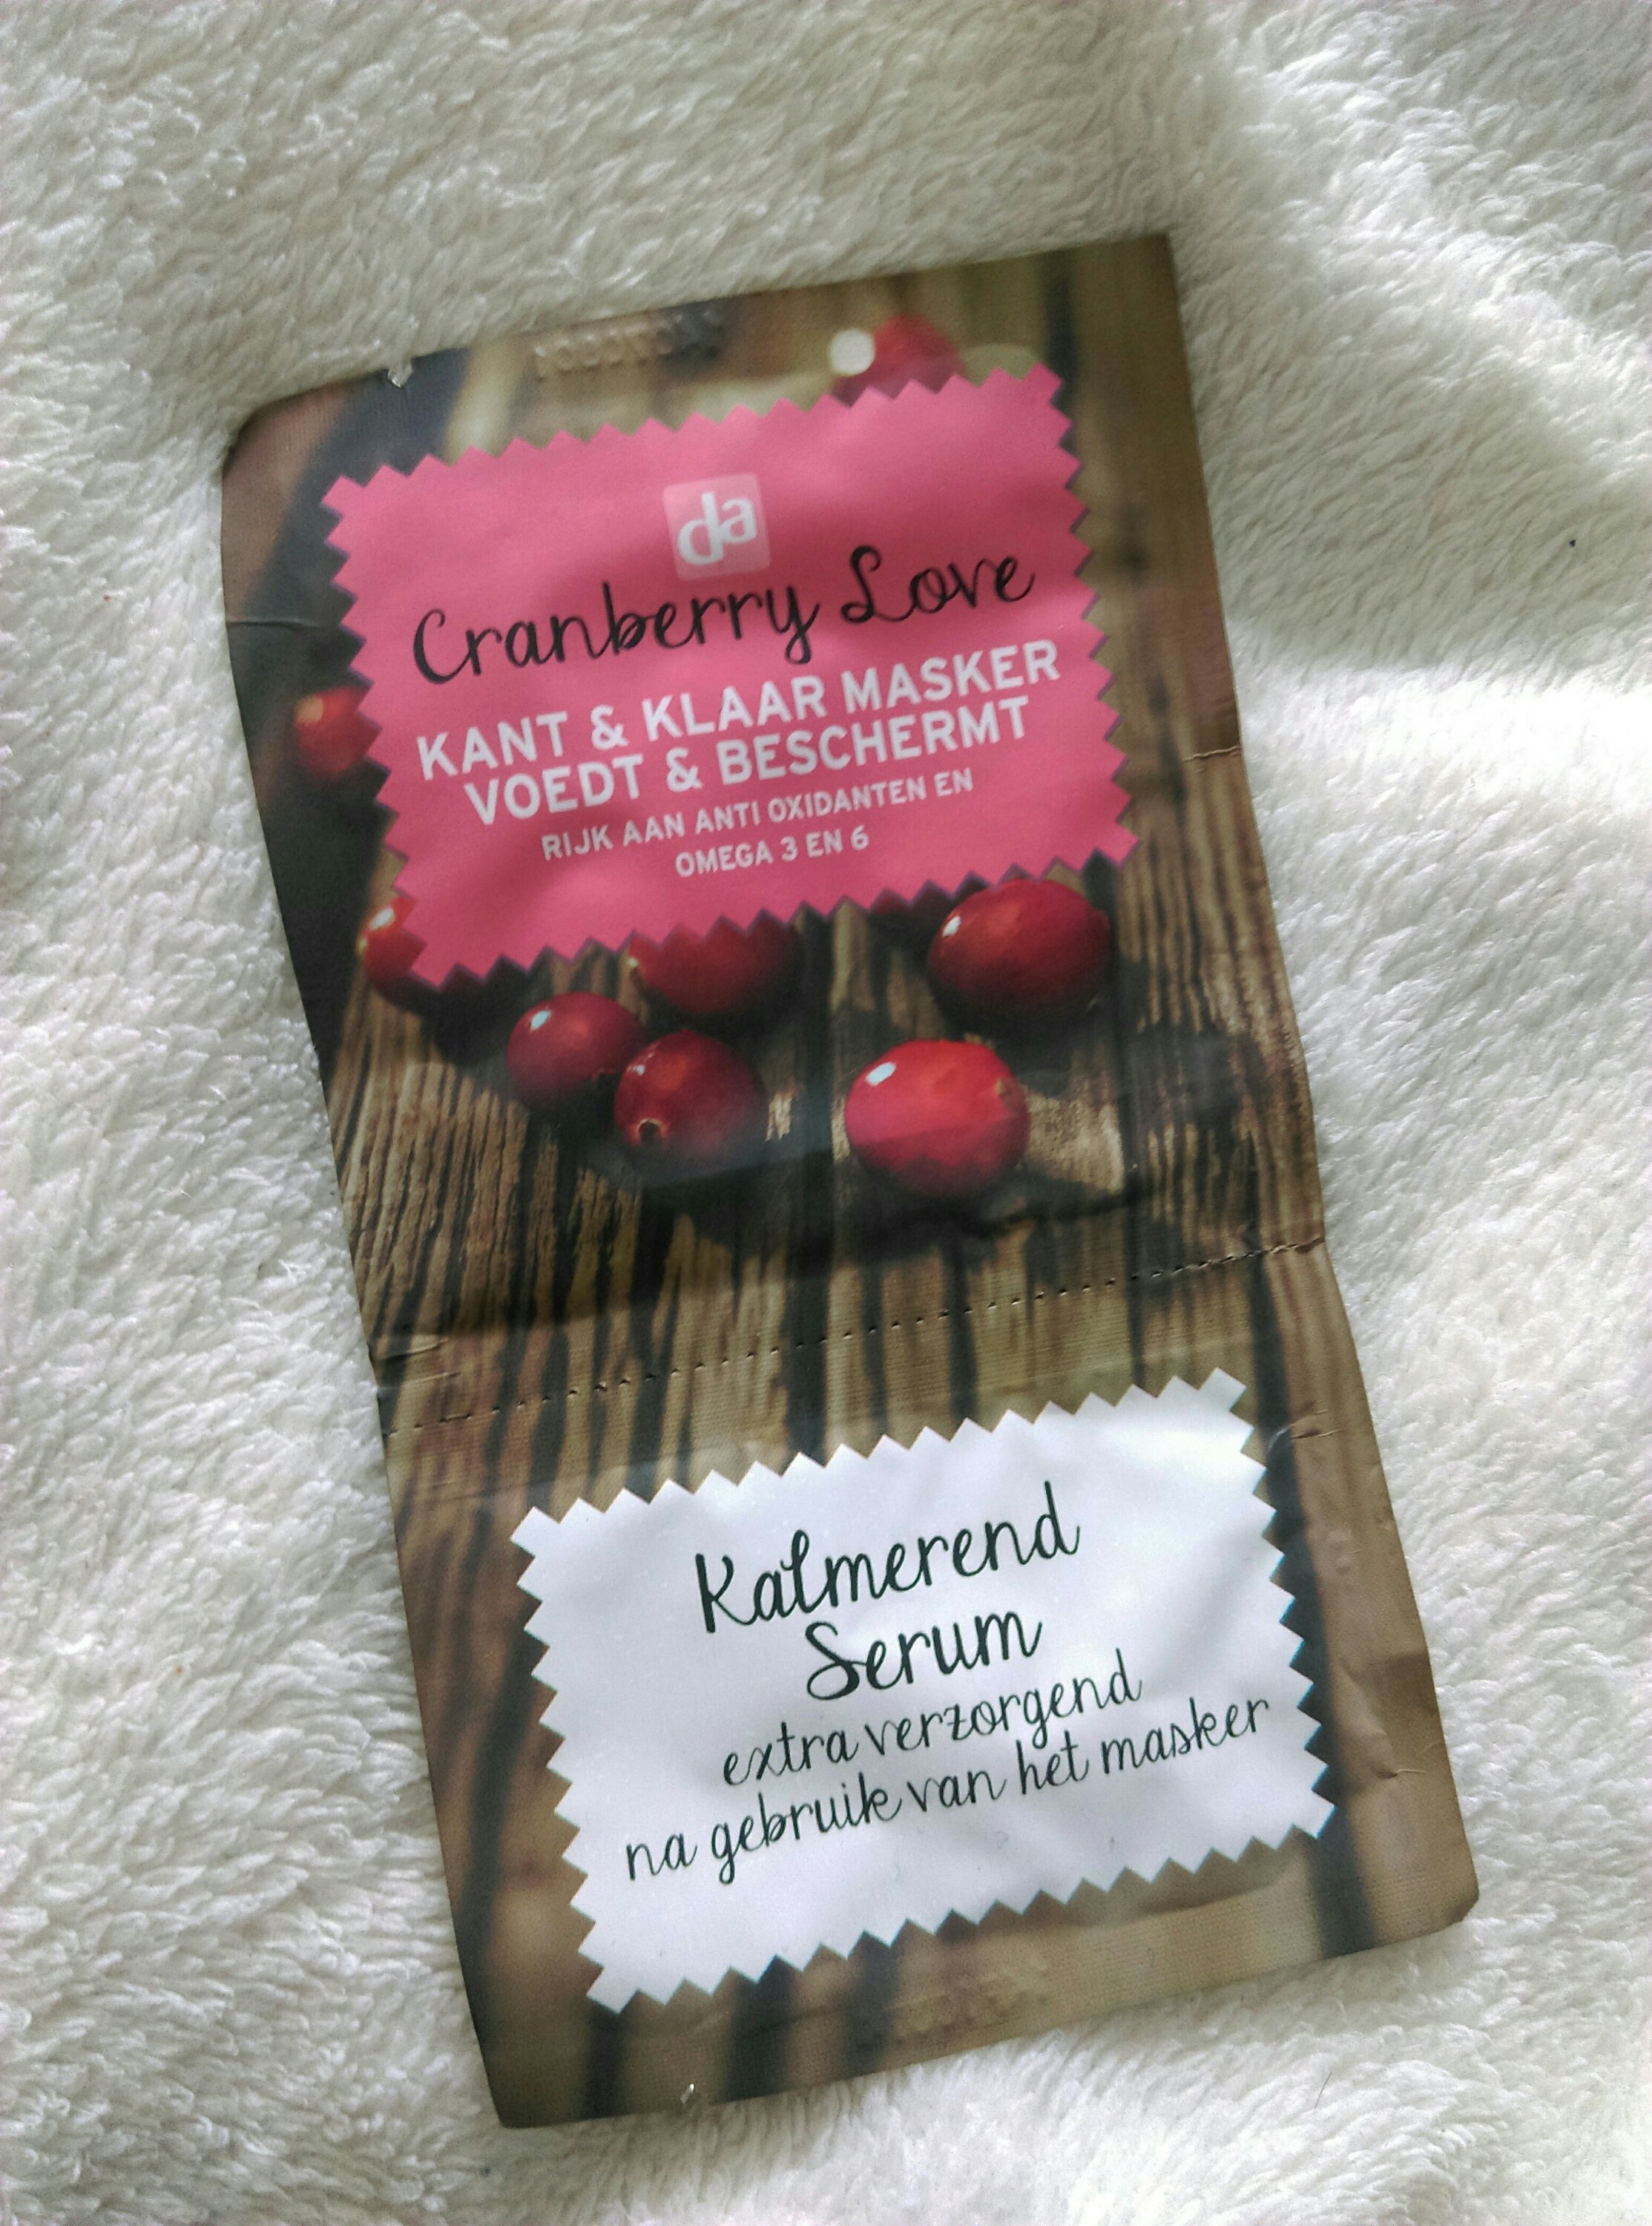 da
Cranberry Love
KANT & KLAAR MASKER
VOEDT & BESCHERMT
RIJK AAN ANTI OXIDANTEN EN
OMEGA 3 EN 6
Kalmerend
Serum
extra verzorgend
na gebruik van het masker